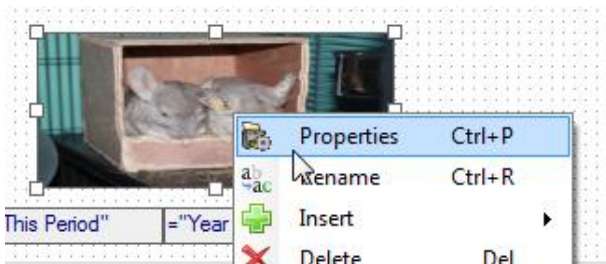 Properties Ctrl+P
Rename Ctrl+R
This Period" ="Year
Insert
Delete Del